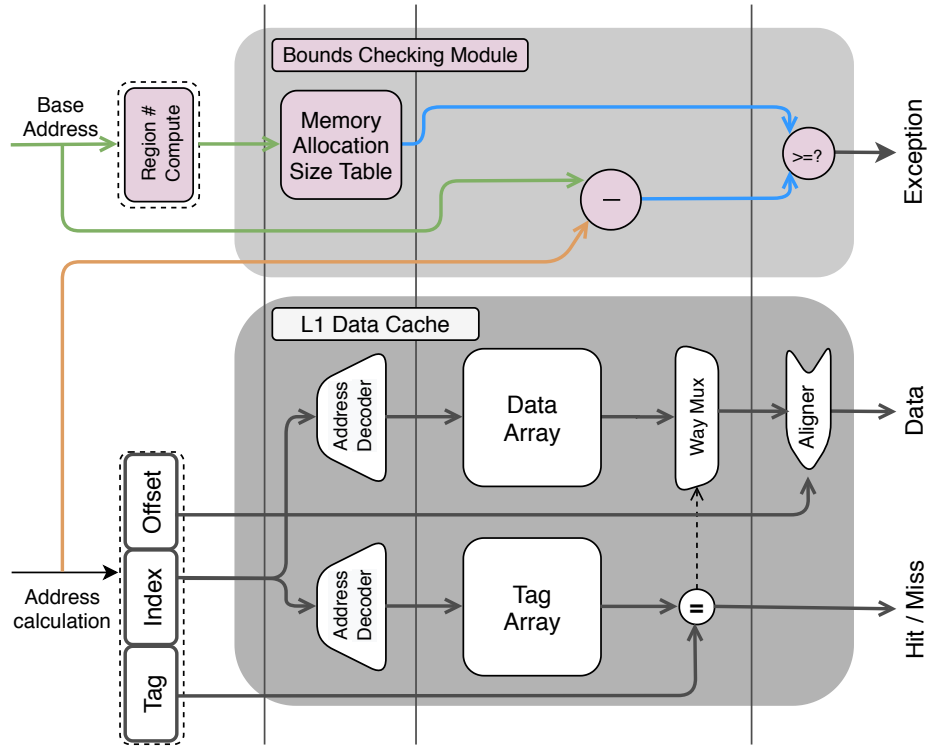 Bounds Checking Module
Base
Address
Region #
Compute
Memory
Allocation
Size Table
>=?
Exception
—
L1 Data Cache
Address
Decoder
Data
Array
Way Mux
Aligner
Data
Offset
Index
Tag
Address
calculation
Address
Decoder
Tag
Array
=
Hit / Miss